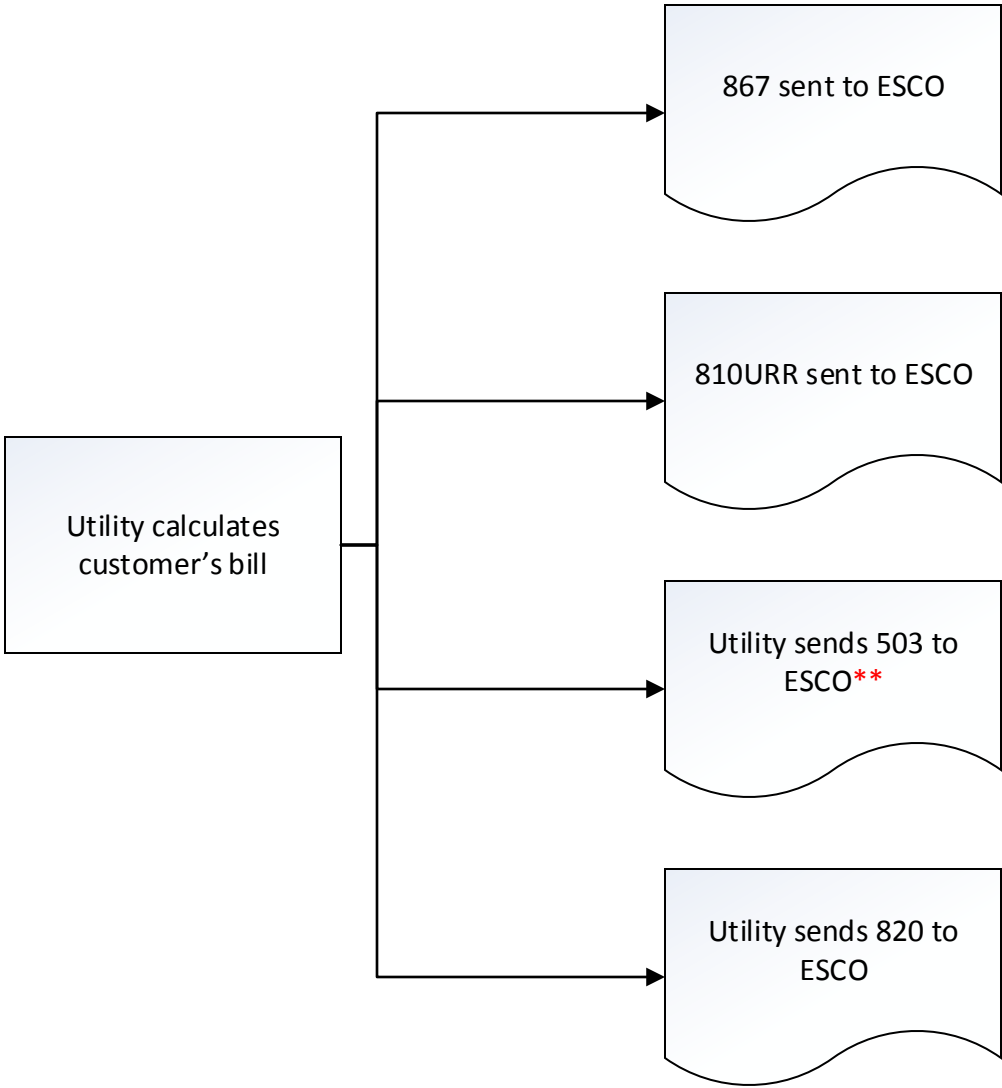 867 sent to ESCO
810URR sent to ESCO
Utility calculates
customer’s bill
Utility sends 503 to
ESCO**
Utility sends 820 to
ESCO